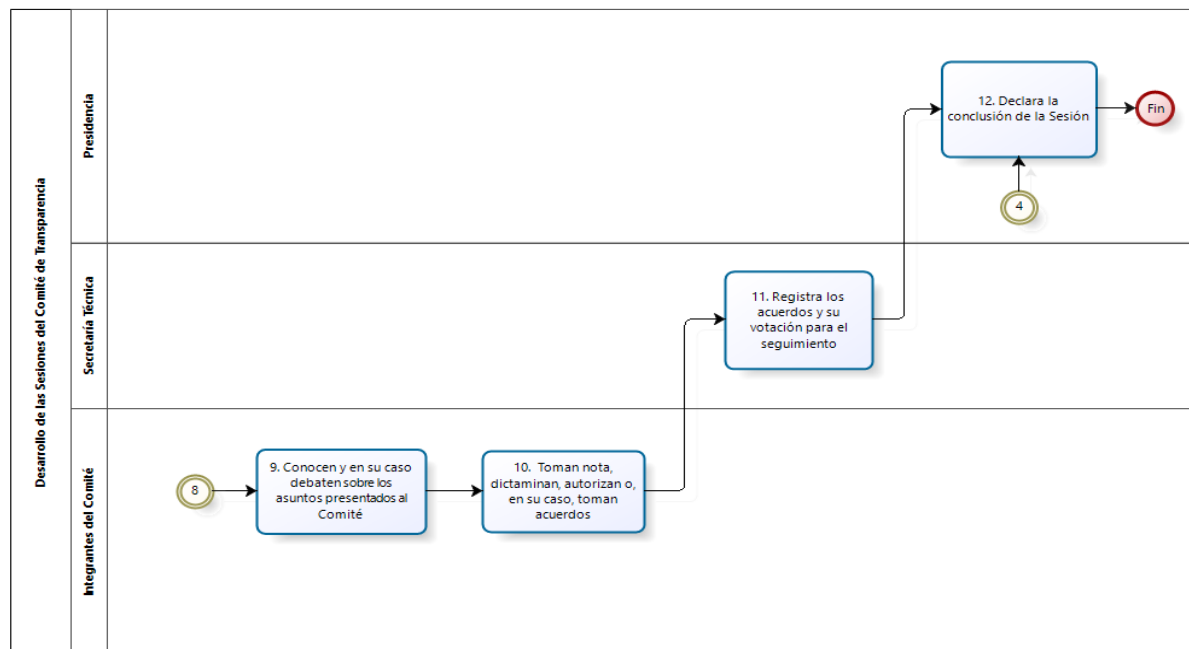 Desarrollo de las Sesiones del Comité de Transparencia
Presidencia
12. Declara la
conclusión de la Sesión
Fin
4
Secretaría Técnica
11. Registra los
acuerdos y su
votación para el
seguimiento
Integrantes del Comité
8
9. Conocen y en su caso
debaten sobre los
asuntos presentados al
Comité
10. Toman nota,
dictaminan, autorizan o,
en su caso, toman
acuerdos